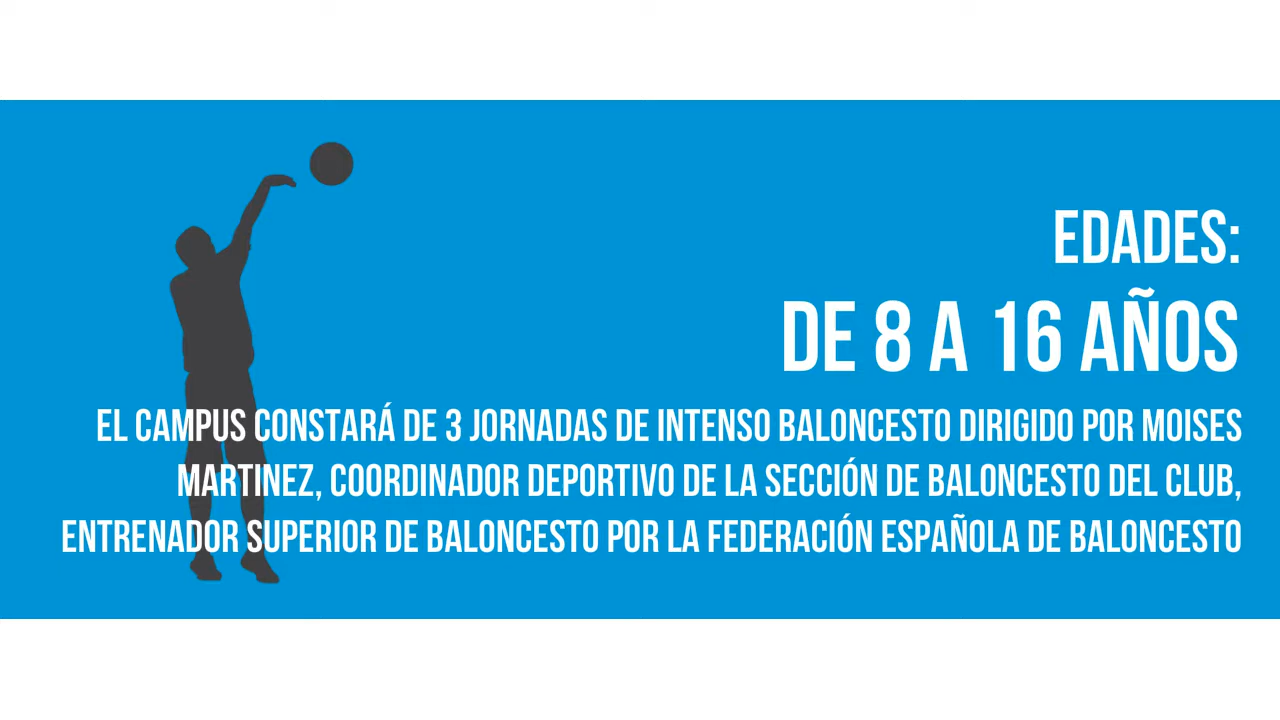 EDADES:
DE 8 A 16 AÑOS
EL CAMPUS CONSTARÁ DE 3 JORNADAS DE INTENSO BALONCESTO DIRIGIDO POR MOISES
MARTINEZ, COORDINADOR DEPORTIVO DE LA SECCIÓN DE BALONCESTO DEL CLUB,
ENTRENADOR SUPERIOR DE BALONCESTO POR LA FEDERACIÓN ESPAÑOLA DE BALONCESTO